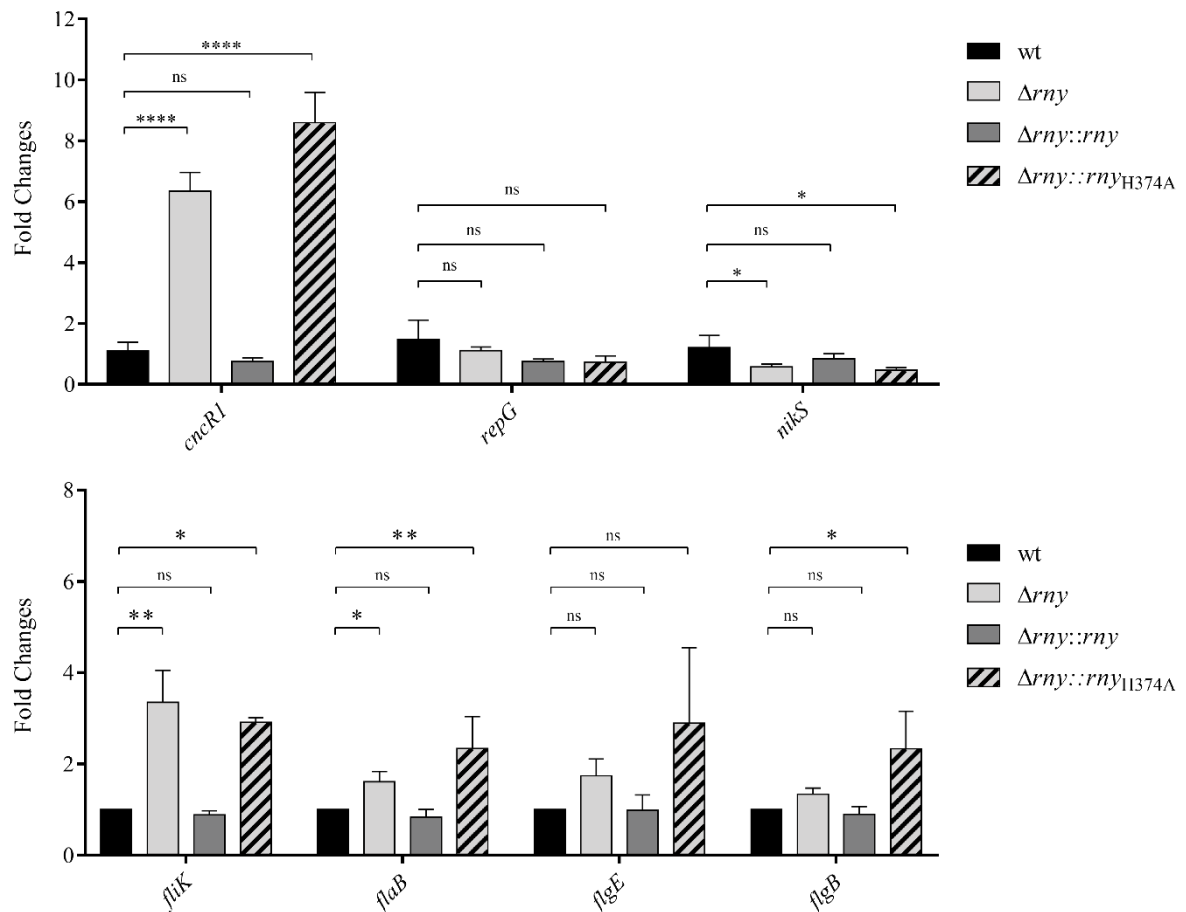 12
10
8
6
4
2
0
Fold Changes
****
ns
****
ns
ns
ns
*
ns
*
cncR1
repG
nikS
wt
Δrny
Δrny::rny
Δrny::rnyH374A
8
6
4
2
0
Fold Changes
*
ns
**
**
ns
*
ns
ns
ns
*
ns
ns
fliK
flaB
flgE
flgB
wt
Δrny
Δrny::rny
Δrny::rnyH374A